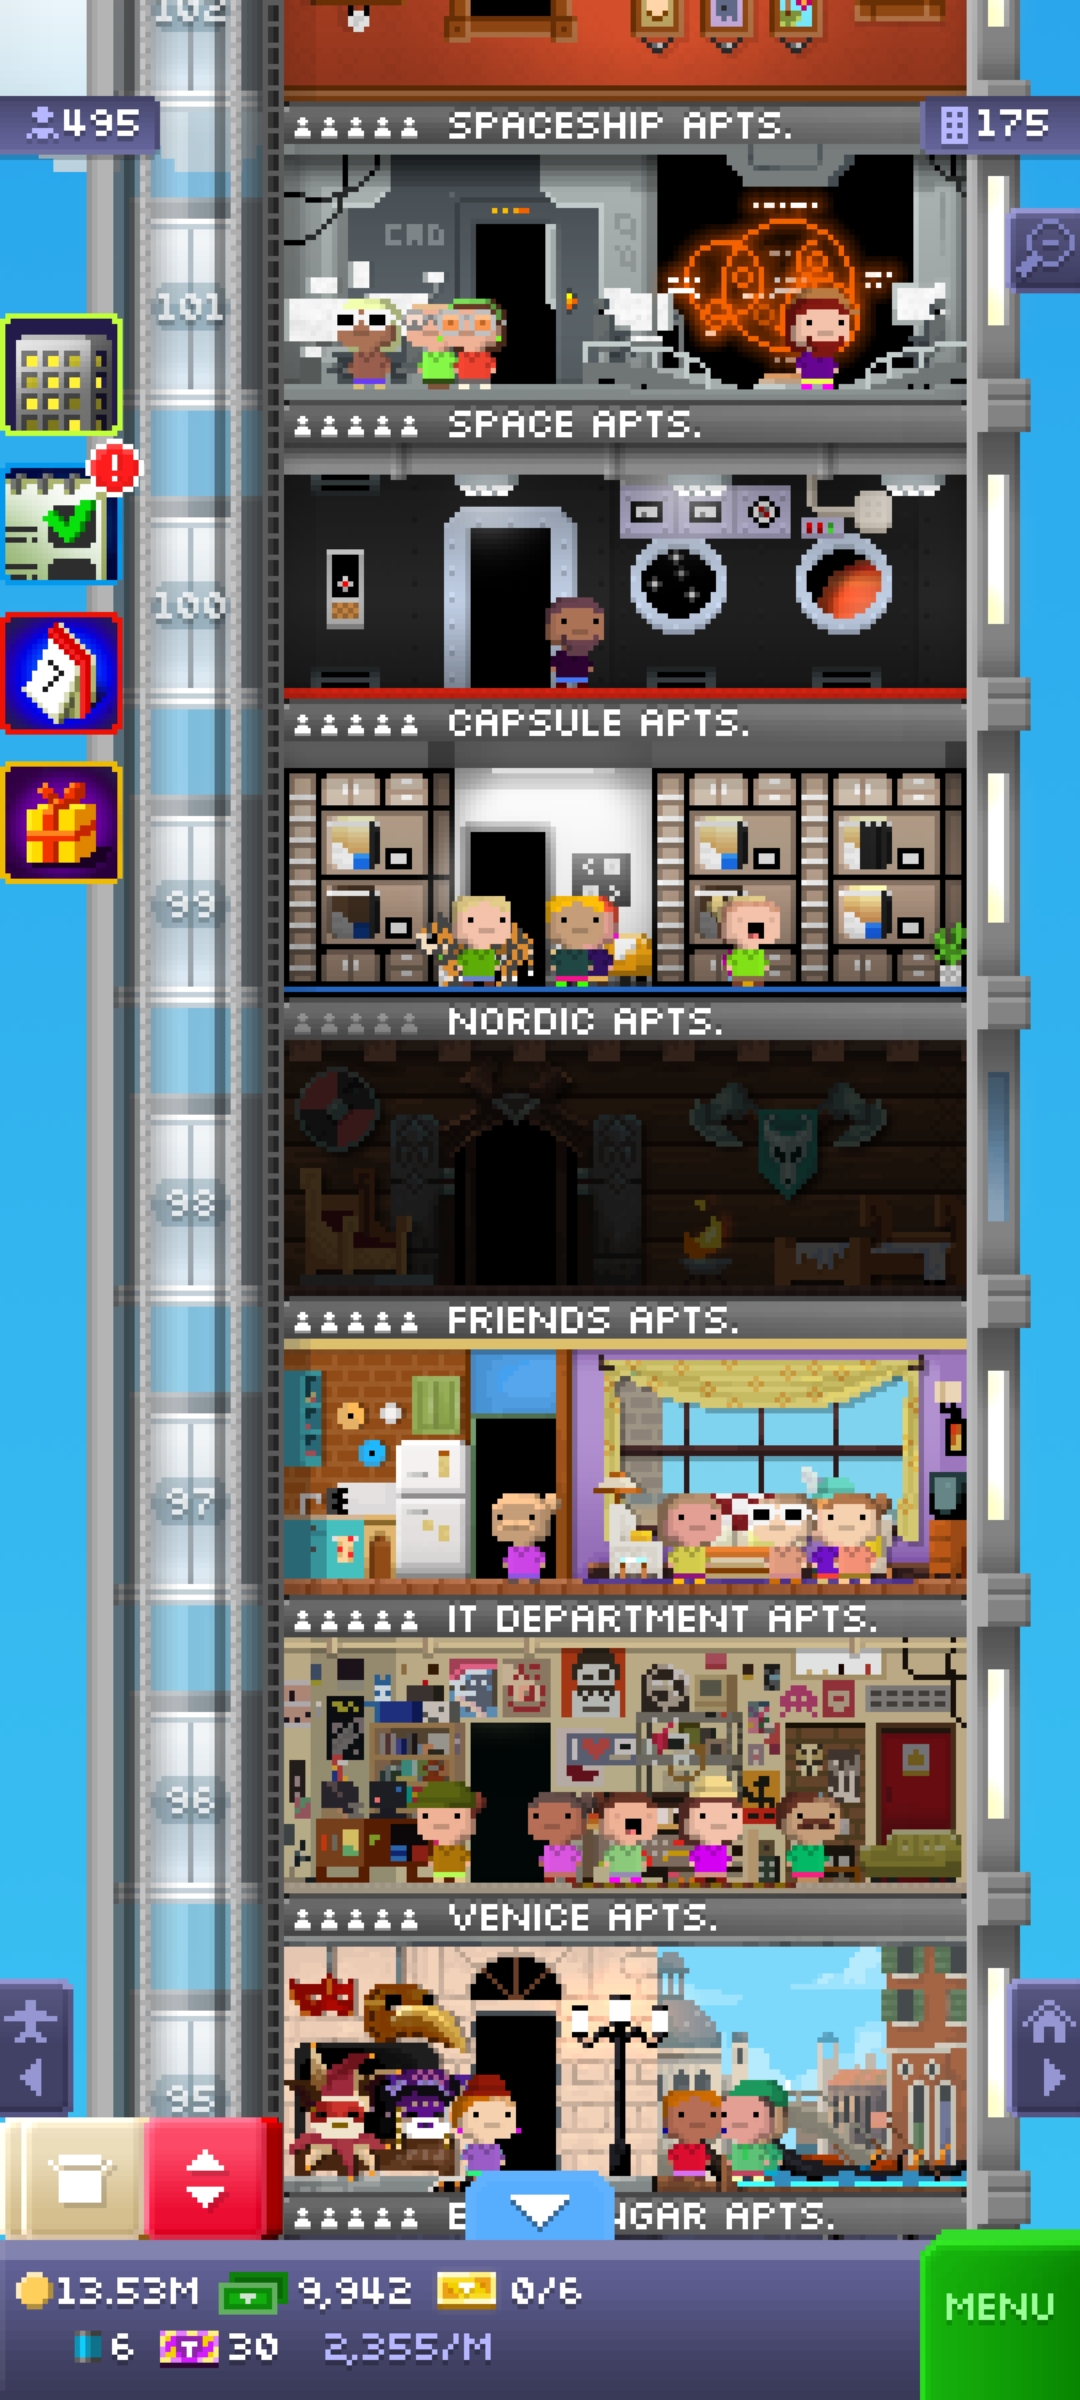 102
495
SPACESHIP APTS.
175
CMD
101
SPACE APTS.
100
CAPSULE APTS.
99
NORDIC APTS.
98
FRIENDS APTS.
97
IT DEPARTMENT APTS.
96
VENICE APTS.
95
NGAR APTS.
13.53M
9,942
0/6
MENU
6
T
30
2,355/M